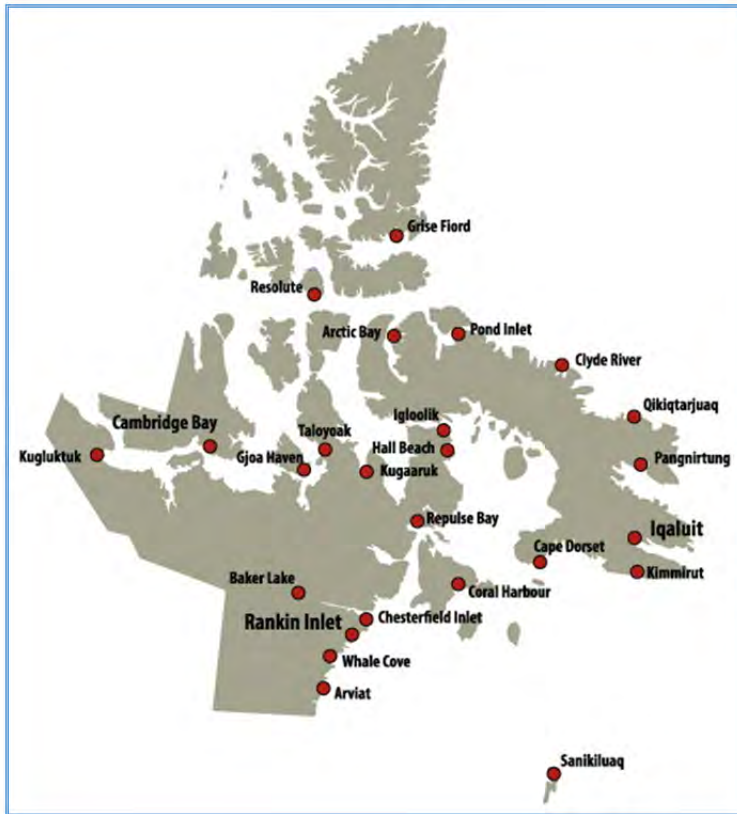 Grise Fiord
Resolute
Arctic Bay
Pond Inlet
Clyde River
Qikiqtarjuaq
Igloolik
Cambridge Bay
Taloyoak
Hall Beach
Kugluktuk
Gjoa Haven
Kugaaruk
Pangnirtung
Repulse Bay
Iqaluit
Cape Dorset
Kimmirut
Baker Lake
Coral Harbour
Rankin Inlet
Chesterfield Inlet
Whale Cove
Arviat
Sanikiluaq